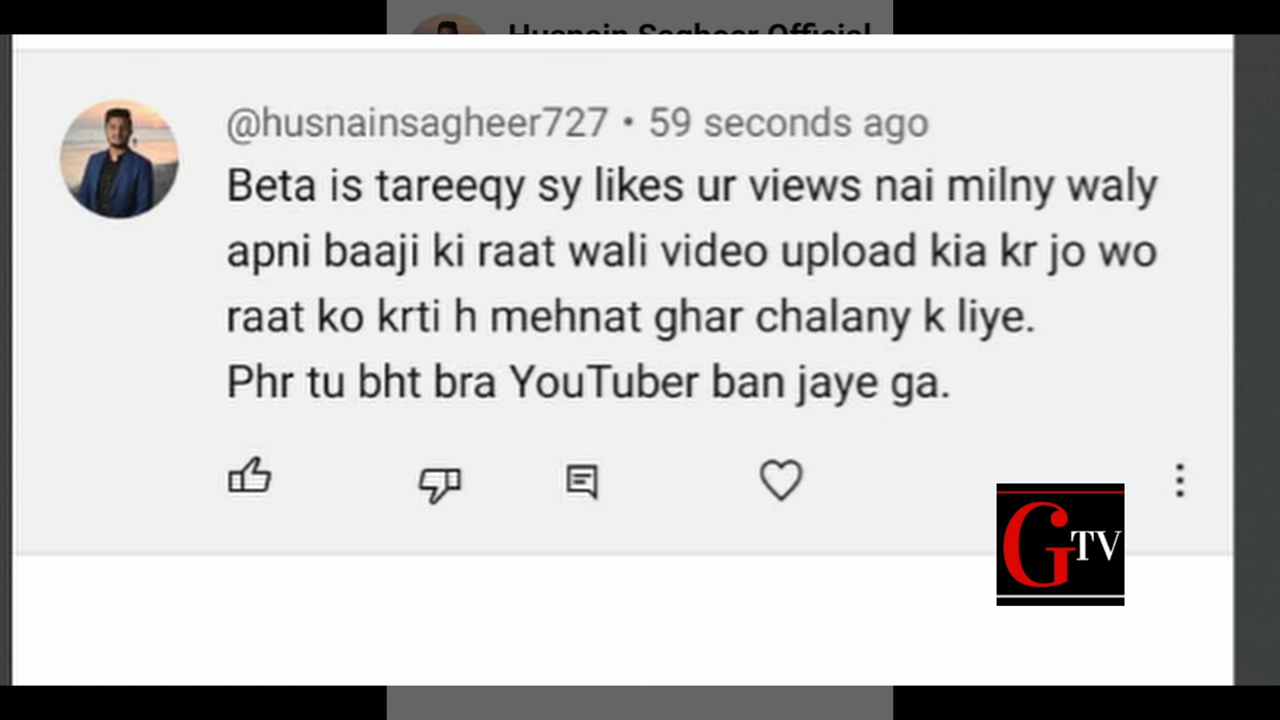 Husnain Sagheer Official
@husnainsagheer727 • 59 seconds ago
Beta is tareeqy sy likes ur views nai milny waly
apni baaji ki raat wali video upload kia kr jo wo
raat ko krti h mehnat ghar chalany k liye.
Phr tu bht bra YouTuber ban jaye ga.
GTV